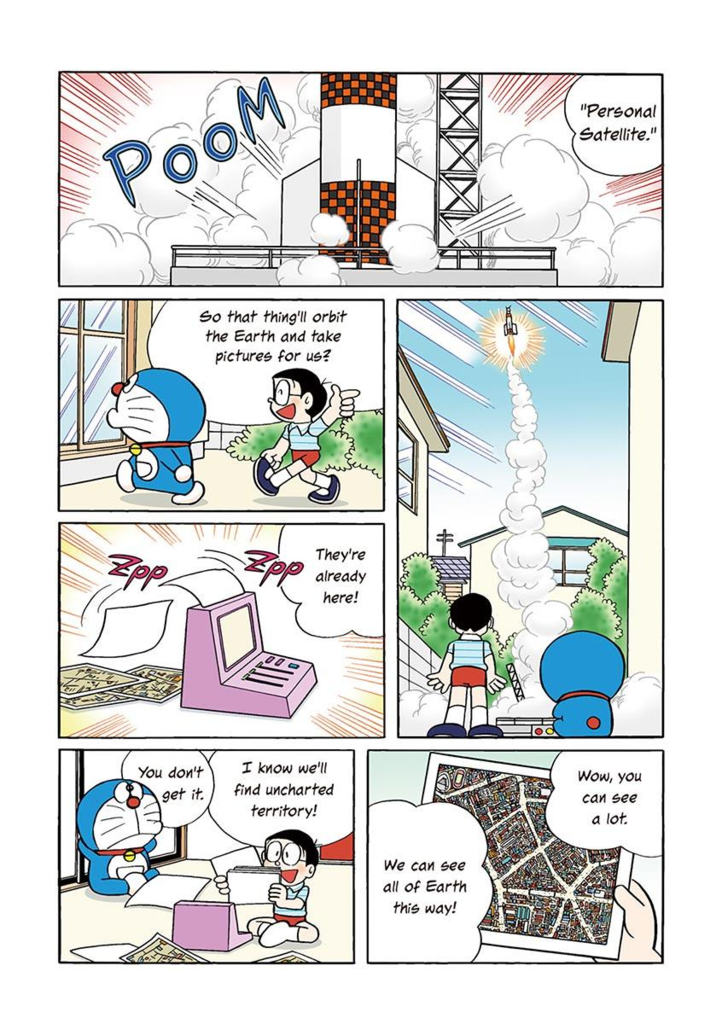 POOM
"Personal
Satellite."
So that thing'll orbit
the Earth and take
pictures for us?
Zpp
Zpp
They're
already
here!
You don't
get it.
I know we'll
find uncharted
territory!
Wow, you
can see
a lot.
We can see
all of Earth
this way!